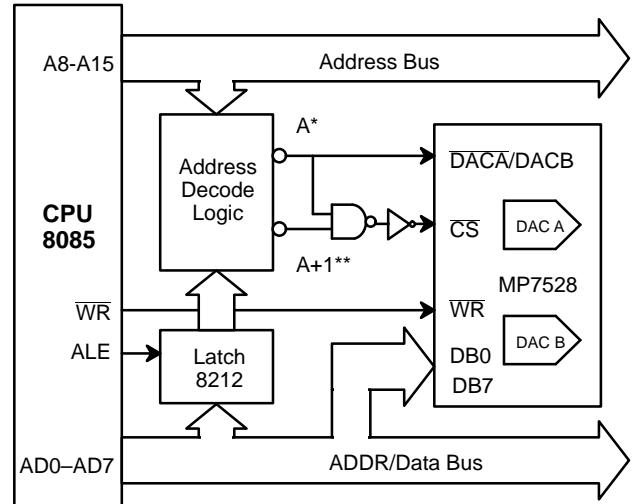 A8-A15
Address Bus
A*
Address
Decode
Logic
DACA/DACB
CPU
8085
CS
DAC A
A+1**
MP7528
WR
WR
ALE
Latch
8212
DB0
DB7
DAC B
AD0–AD7
ADDR/Data Bus